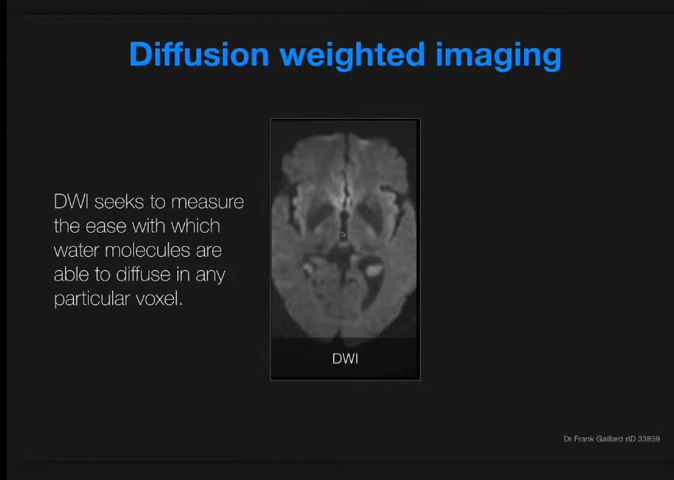 Diffusion weighted imaging
DWI seeks to measure
the ease with which
water molecules are
able to diffuse in any
particular voxel.
DWI
Dr Frank Gaillard rID 33859